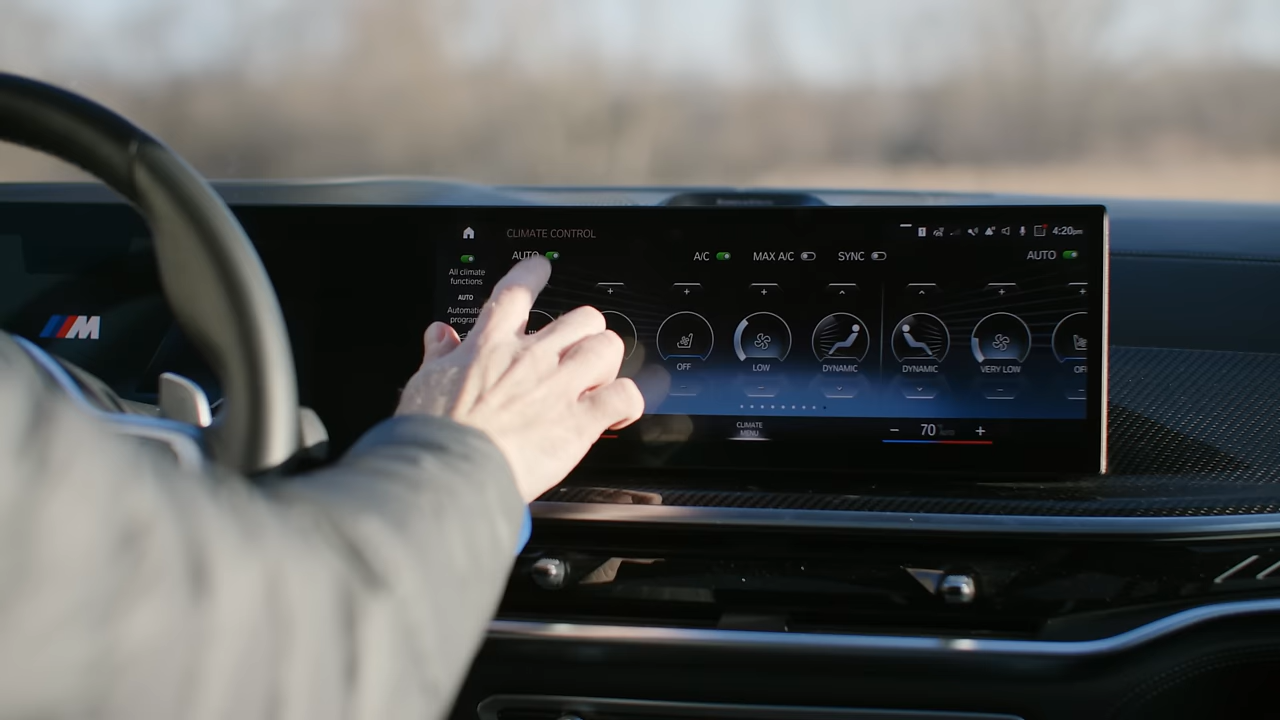 CLIMATE CONTROL
4:20pm
AUTO
A/C
MAX A/C
SYNC
AUTO
All climate
functions
AUTO
OFF
LOW
DYNAMIC
DYNAMIC
VERY LOW
M
CLIMATE
MENU
− 70 +